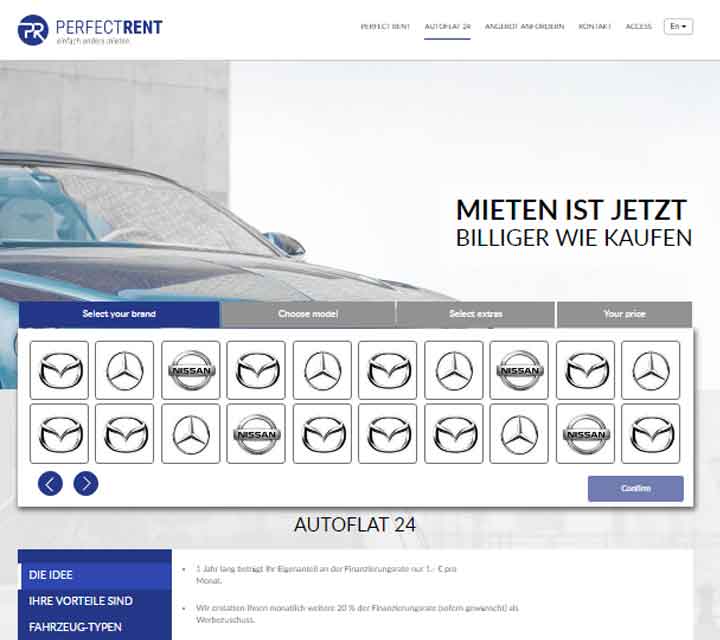 PR PERFECTRENT
einfach anders mieten.
PERFECT RENT AUTOFLAT 24 ANGEBOT ANFORDERN KONTAKT ACCESS En
MIETEN IST JETZT
BILLIGER WIE KAUFEN
Select your brand Choose model Select extras Your price
NISSAN NISSAN
NISSAN NISSAN
Confirm
AUTOFLAT 24
DIE IDEE
IHRE VORTEILE SIND
FAHRZEUG-TYPEN
• 1 Jahr lang beträgt Ihr Eigenanteil an der Finanzierungsrate nur 1.- € pro
Monat.
• Wir erstatten Ihnen monatlich weitere 20 % der Finanzierungsrate (sofern gewünscht) als
Werbezuschuss.